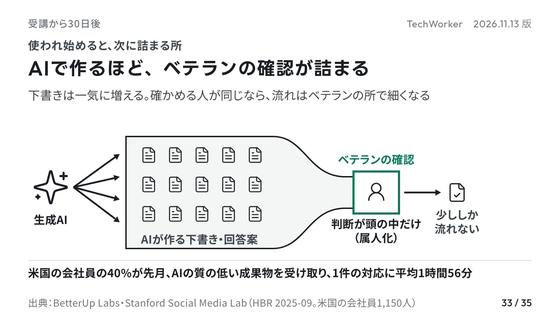 受講から30日後
TechWorker 2026.11.13 版
使われ始めると、次に詰まる所
AIで作るほど、ベテランの確認が詰まる
下書きは一気に増える。確かめる人が同じなら、流れはベテランの所で細くなる
生成AI
AIが作る下書き・回答案
ベテランの確認
判断が頭の中だけ
(属人化)
少ししか
流れない
米国の会社員の40%が先月、AIの質の低い成果物を受け取り、1件の対応に平均1時間56分
出典：BetterUp Labs・Stanford Social Media Lab（HBR 2025-09。米国の会社員1,150人）
33 / 35